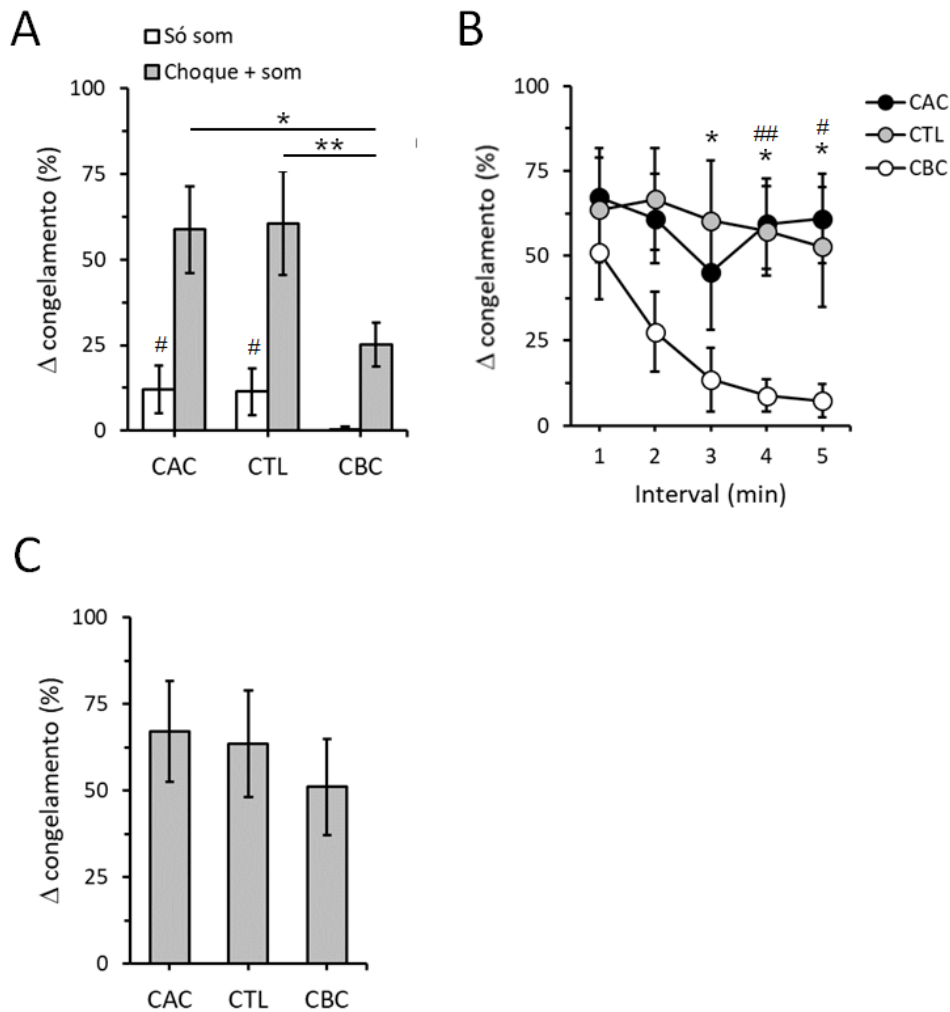 A
Só som
Choque + som
100
75
50
25
0
Δ congelamento (%)
*
**
#
#
CAC
CTL
CBC
B
CAC
CTL
CBC
100
75
50
25
0
Δ congelamento (%)
*
##
*
#
*
1
2
3
4
5
Interval (min)
C
100
75
50
25
0
Δ congelamento (%)
CAC
CTL
CBC